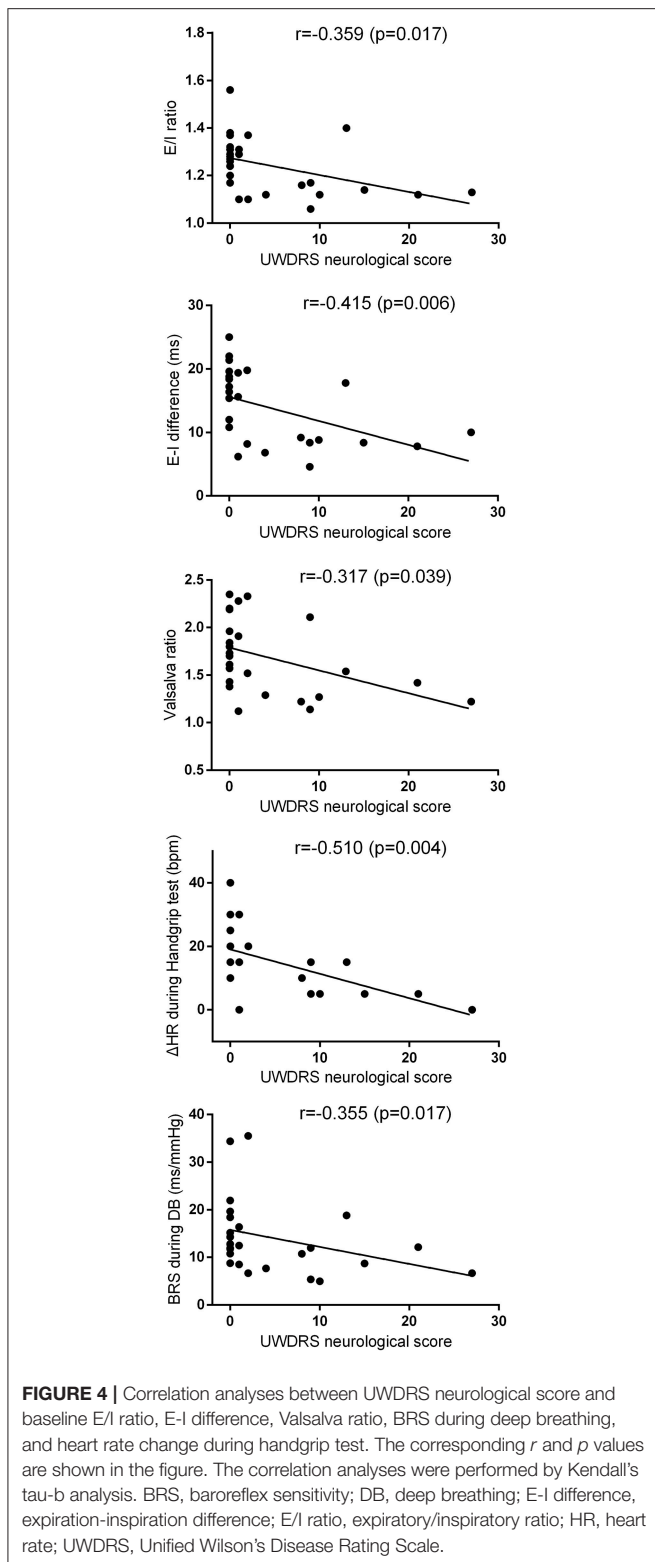 r=-0.359 (p=0.017)
1.8
1.6
1.4
1.2
1.0
E/I ratio
0 10 20 30
UWDRS neurological score
r=-0.415 (p=0.006)
30
20
10
0
E-I difference (ms)
0 10 20 30
UWDRS neurological score
r=-0.317 (p=0.039)
2.5
2.0
1.5
1.0
0.5
Valsalva ratio
0 10 20 30
UWDRS neurological score
r=-0.510 (p=0.004)
40
20
0
ΔHR during Handgrip test (bpm)
0 10 20 30
UWDRS neurological score
r=-0.355 (p=0.017)
40
30
20
10
0
BRS during DB (ms/mmHg)
0 10 20 30
UWDRS neurological score
FIGURE 4 | Correlation analyses between UWDRS neurological score and
baseline E/I ratio, E-I difference, Valsalva ratio, BRS during deep breathing,
and heart rate change during handgrip test. The corresponding r and p values
are shown in the figure. The correlation analyses were performed by Kendall's
tau-b analysis. BRS, baroreflex sensitivity; DB, deep breathing; E-I difference,
expiration-inspiration difference; E/I ratio, expiratory/inspiratory ratio; HR, heart
rate; UWDRS, Unified Wilson's Disease Rating Scale.